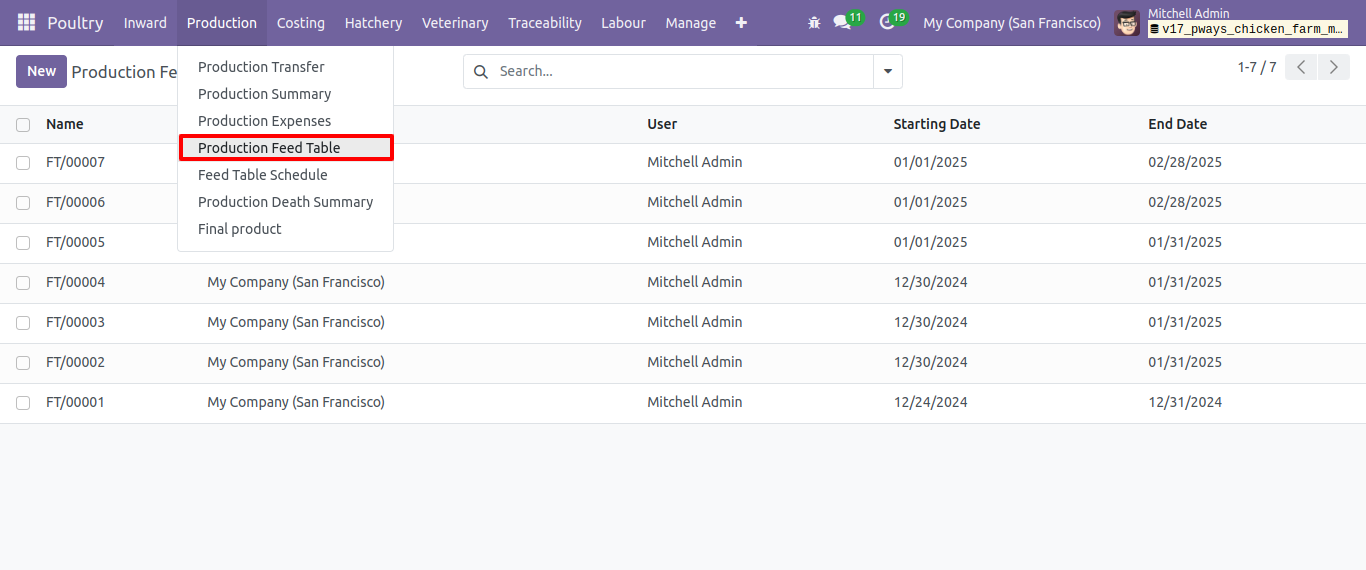 Poultry Inward Production Costing Hatchery Veterinary Traceability Labour Manage 11 19 My Company (San Francisco) Mitchell Admin
v17_pways_chicken_farm_m...
New Production Fe Search... 1-7 / 7
Production Transfer
Production Summary
Production Expenses
Production Feed Table
Feed Table Schedule
Production Death Summary
Final product
Name User Starting Date End Date
FT/00007 Mitchell Admin 01/01/2025 02/28/2025
FT/00006 Mitchell Admin 01/01/2025 02/28/2025
FT/00005 Mitchell Admin 01/01/2025 01/31/2025
FT/00004 My Company (San Francisco) Mitchell Admin 12/30/2024 01/31/2025
FT/00003 My Company (San Francisco) Mitchell Admin 12/30/2024 01/31/2025
FT/00002 My Company (San Francisco) Mitchell Admin 12/30/2024 01/31/2025
FT/00001 My Company (San Francisco) Mitchell Admin 12/24/2024 12/31/2024